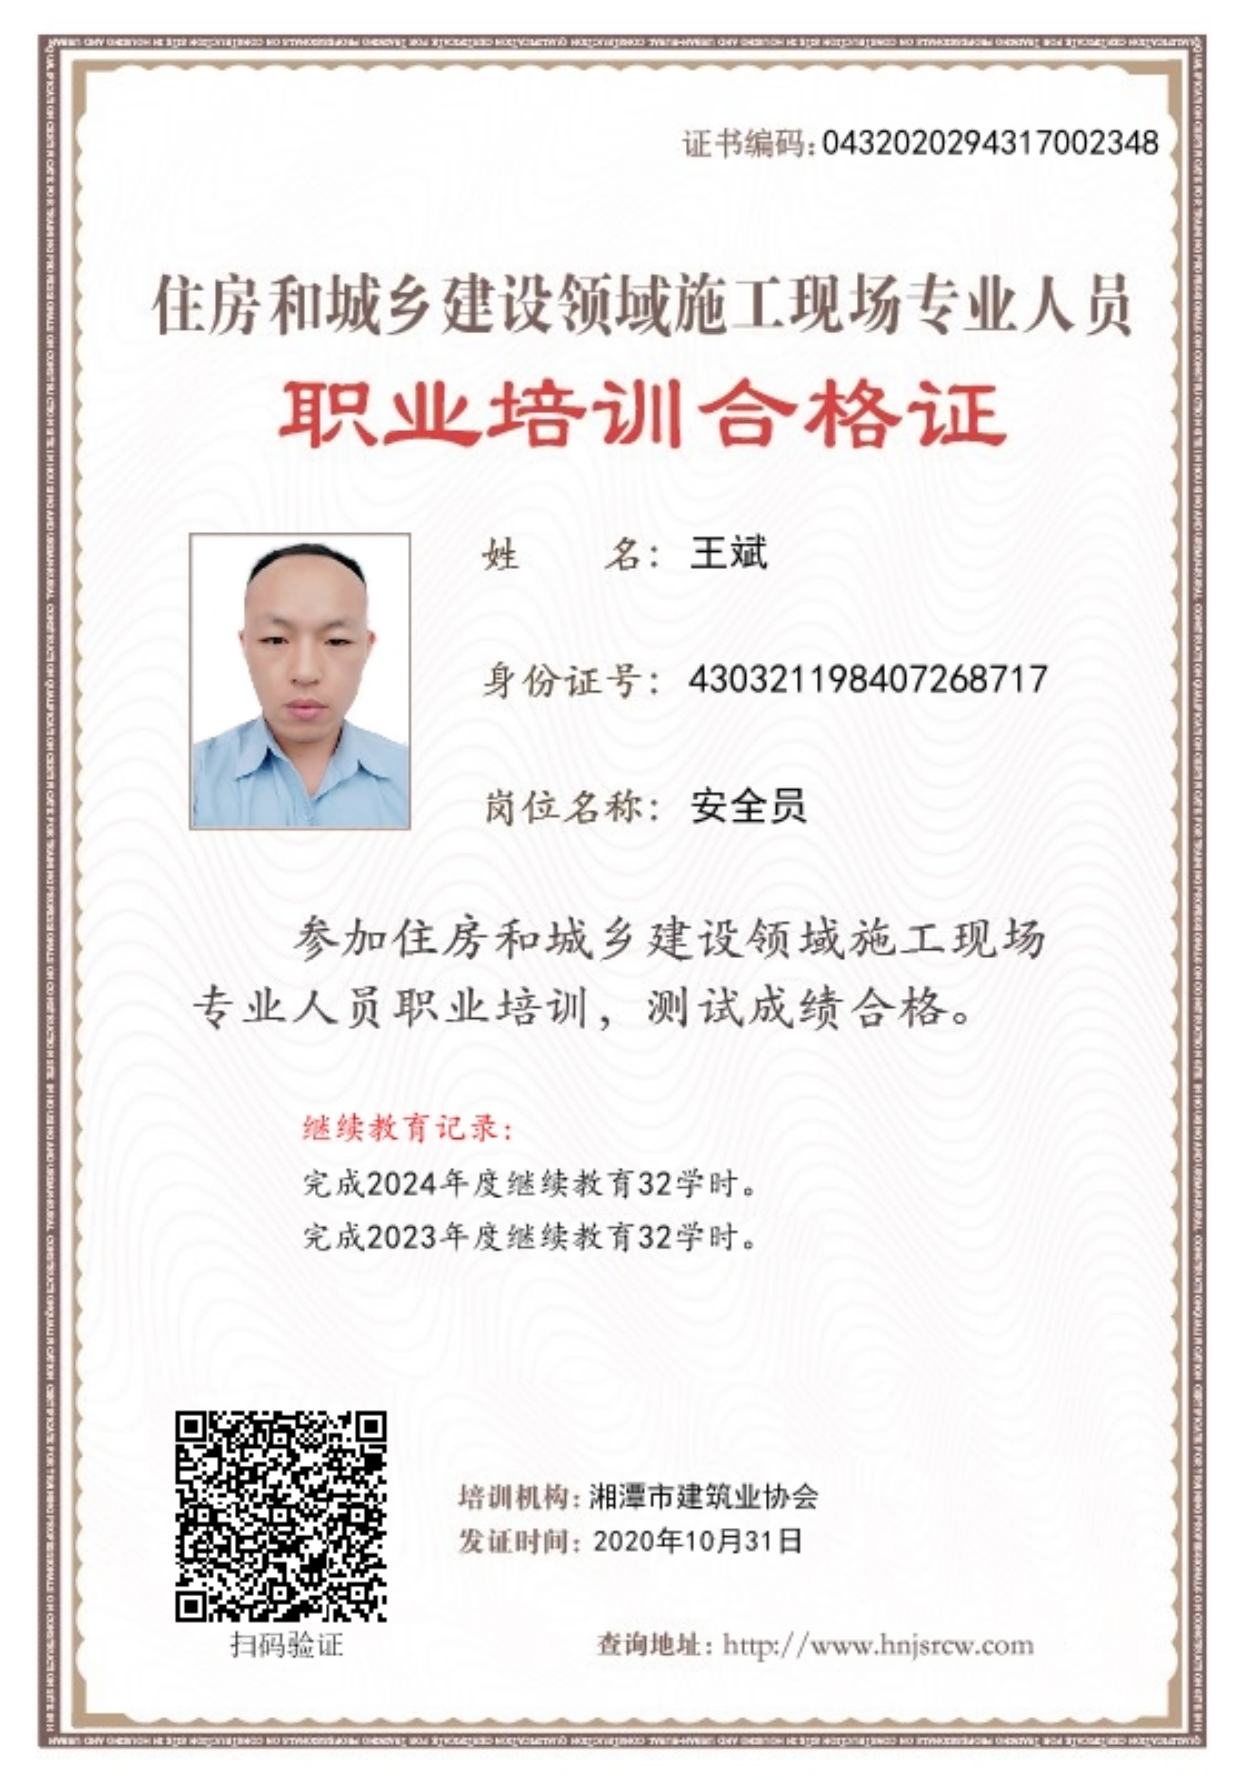 证书编码:0432020294317002348
住房和城乡建设领域施工现场专业人员
职业培训合格证
姓 名： 王斌
身份证号： 430321198407268717
岗位名称： 安全员
参加住房和城乡建设领域施工现场
专业人员职业培训，测试成绩合格。
继续教育记录：
完成2024年度继续教育32学时。
完成2023年度继续教育32学时。
培训机构: 湘潭市建筑业协会
发证时间: 2020年10月31日
扫码验证
查询地址: http://www.hnjsrcw.com